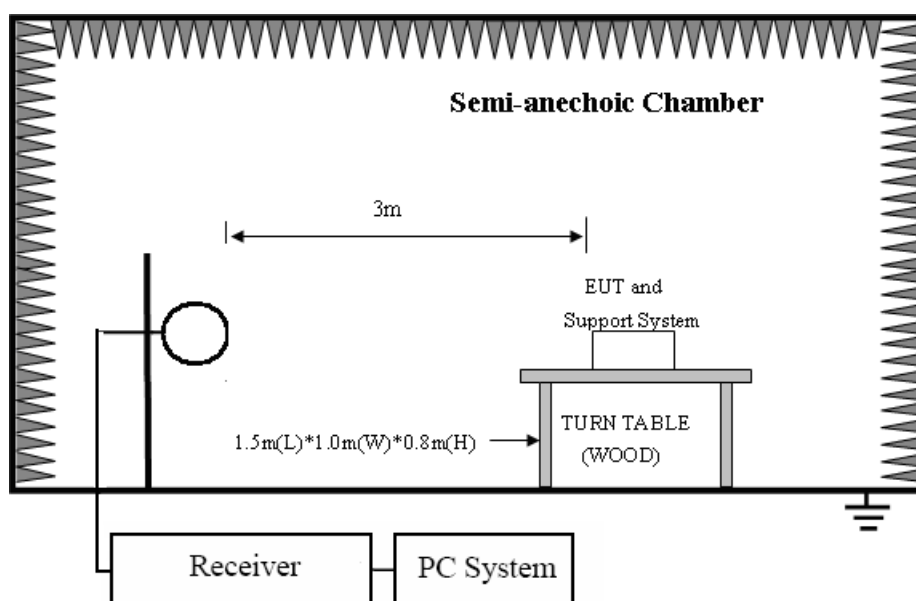 Semi-anechoic Chamber
3m
EUT and
Support System
1.5m(L)*1.0m(W)*0.8m(H)
TURN TABLE
(WOOD)
Receiver
PC System